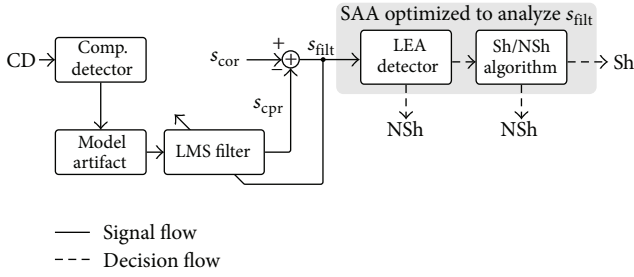 SAA optimized to analyze s_filt
CD
Comp.
detector
s_cor
+
−
+
s_filt
LEA
detector
Sh/NSh
algorithm
Sh
s_cpr
NSh
NSh
Model
artifact
LMS filter
Signal flow
Decision flow